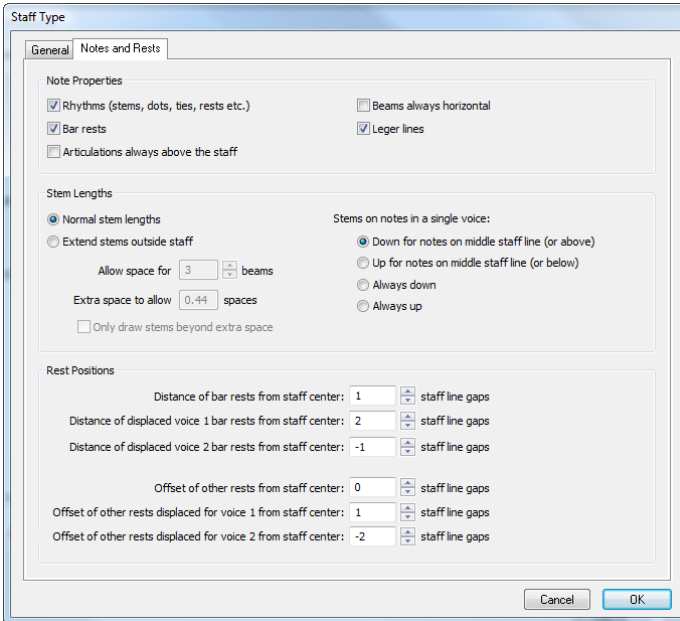 Staff Type
General
Notes and Rests
Note Properties
Rhythms (stems, dots, ties, rests etc.)
Beams always horizontal
Bar rests
Leger lines
Articulations always above the staff
Stem Lengths
Normal stem lengths
Stems on notes in a single voice:
Extend stems outside staff
Down for notes on middle staff line (or above)
Allow space for 3 beams
Up for notes on middle staff line (or below)
Extra space to allow 0.44 spaces
Always down
Only draw stems beyond extra space
Always up
Rest Positions
Distance of bar rests from staff center: 1 staff line gaps
Distance of displaced voice 1 bar rests from staff center: 2 staff line gaps
Distance of displaced voice 2 bar rests from staff center: -1 staff line gaps
Offset of other rests from staff center: 0 staff line gaps
Offset of other rests displaced for voice 1 from staff center: 1 staff line gaps
Offset of other rests displaced for voice 2 from staff center: -2 staff line gaps
Cancel
OK